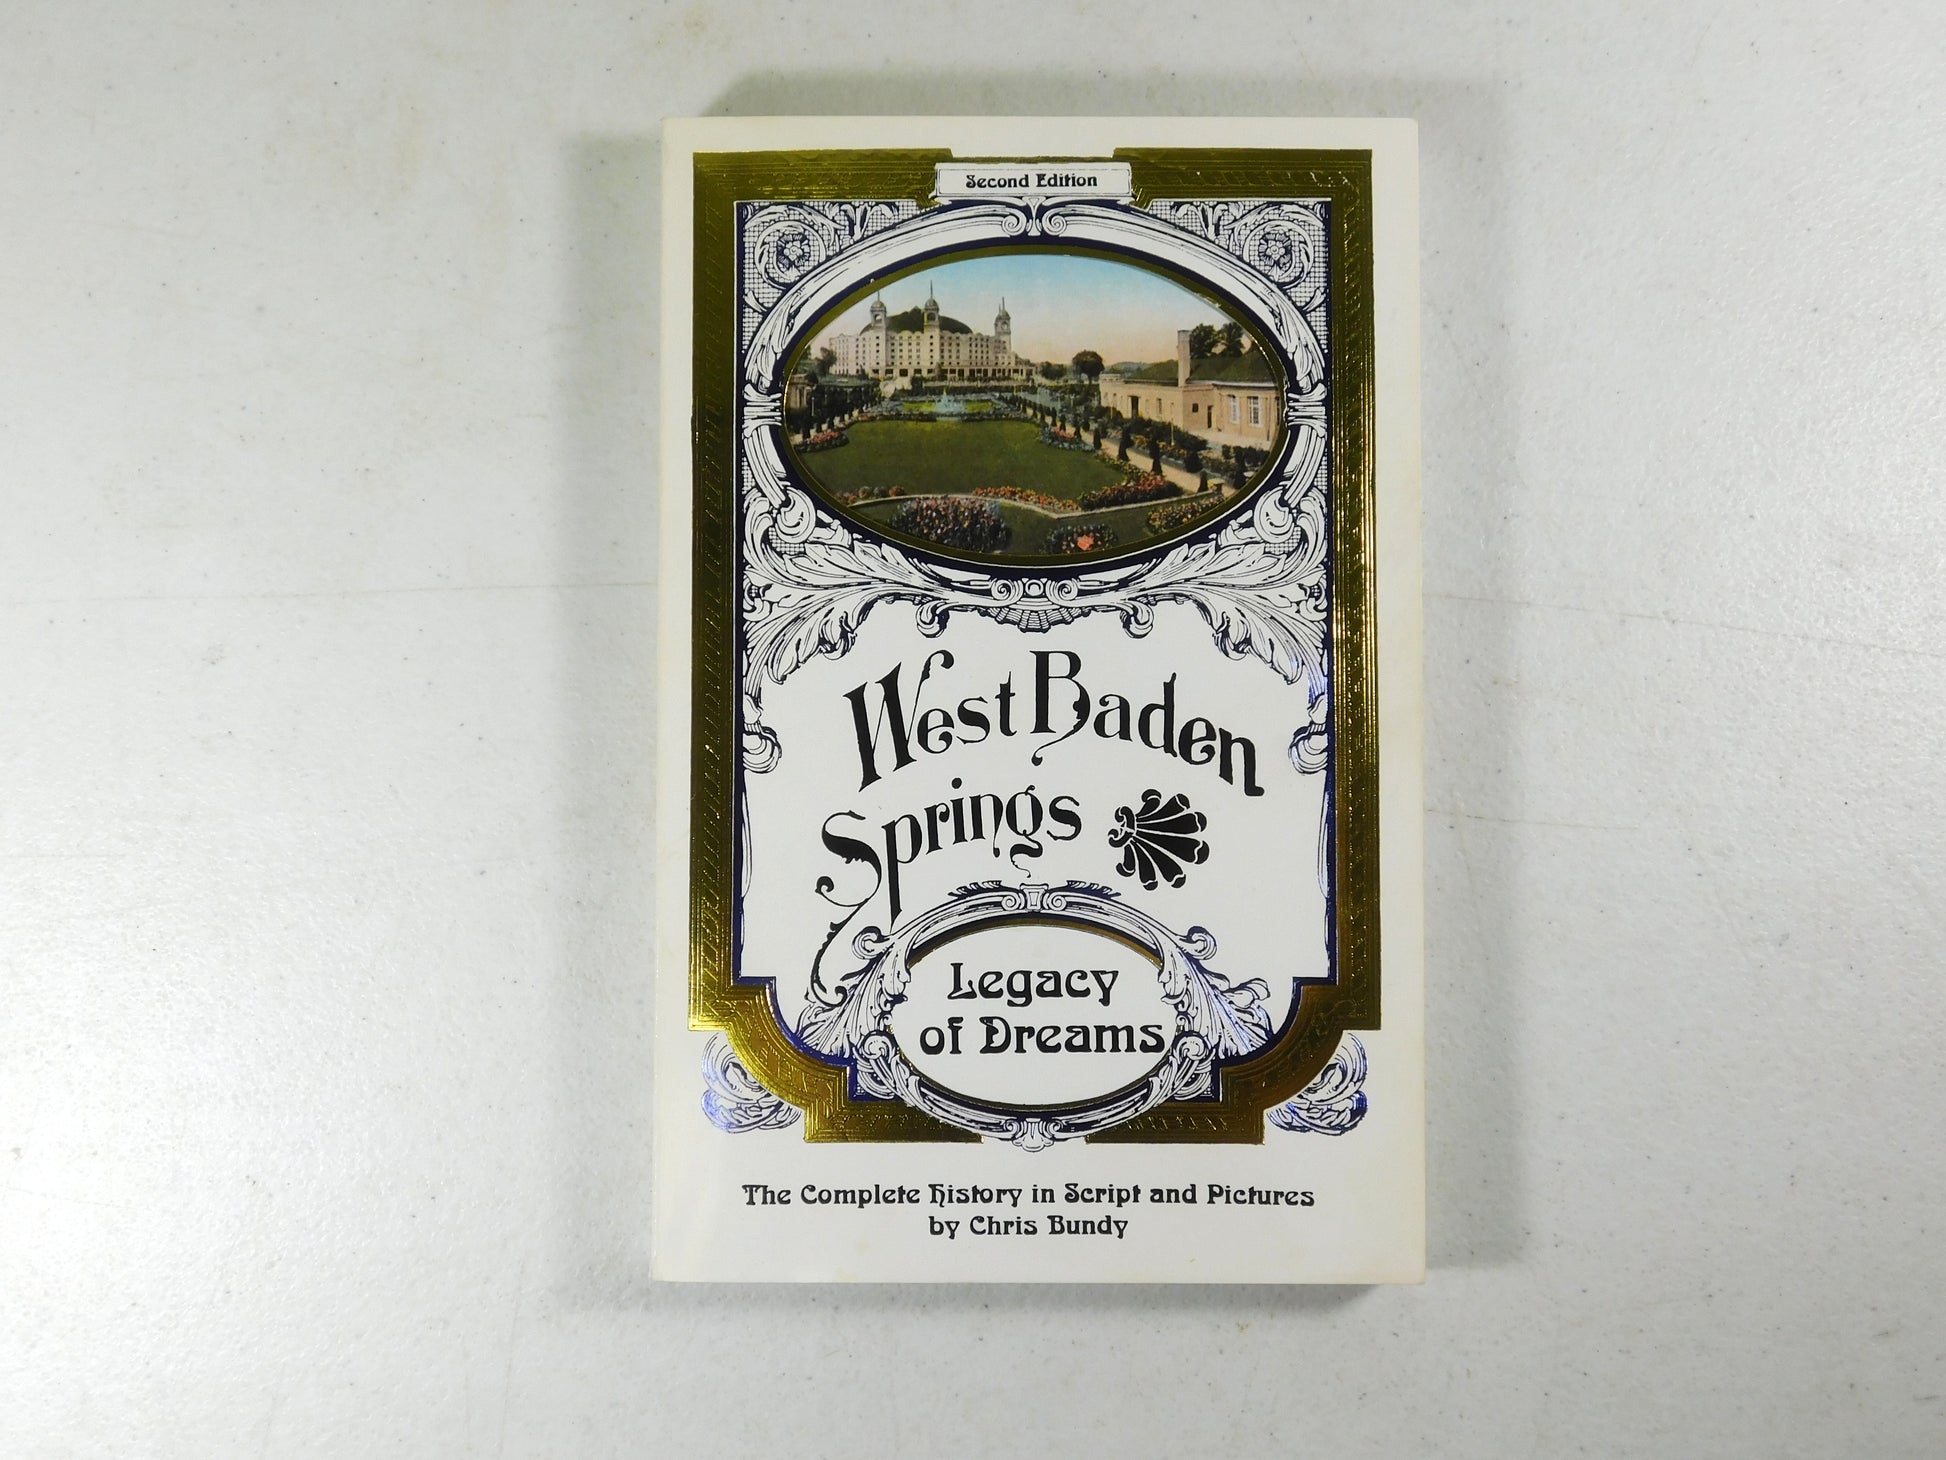 Second Edition
West Baden
Springs
Legacy
of Dreams
The Complete History in Script and Pictures
by Chris Bundy